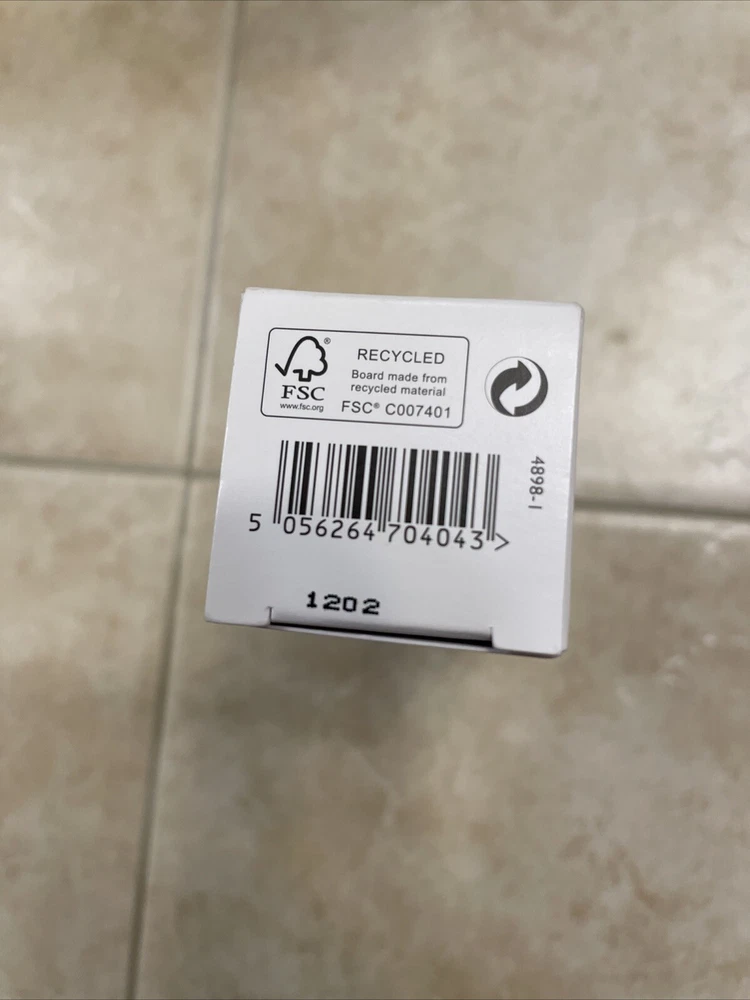 RECYCLED
Board made from
recycled material
FSC® C007401
®
FSC
www.fsc.org
4898-I
5 056264 704043 >
1202